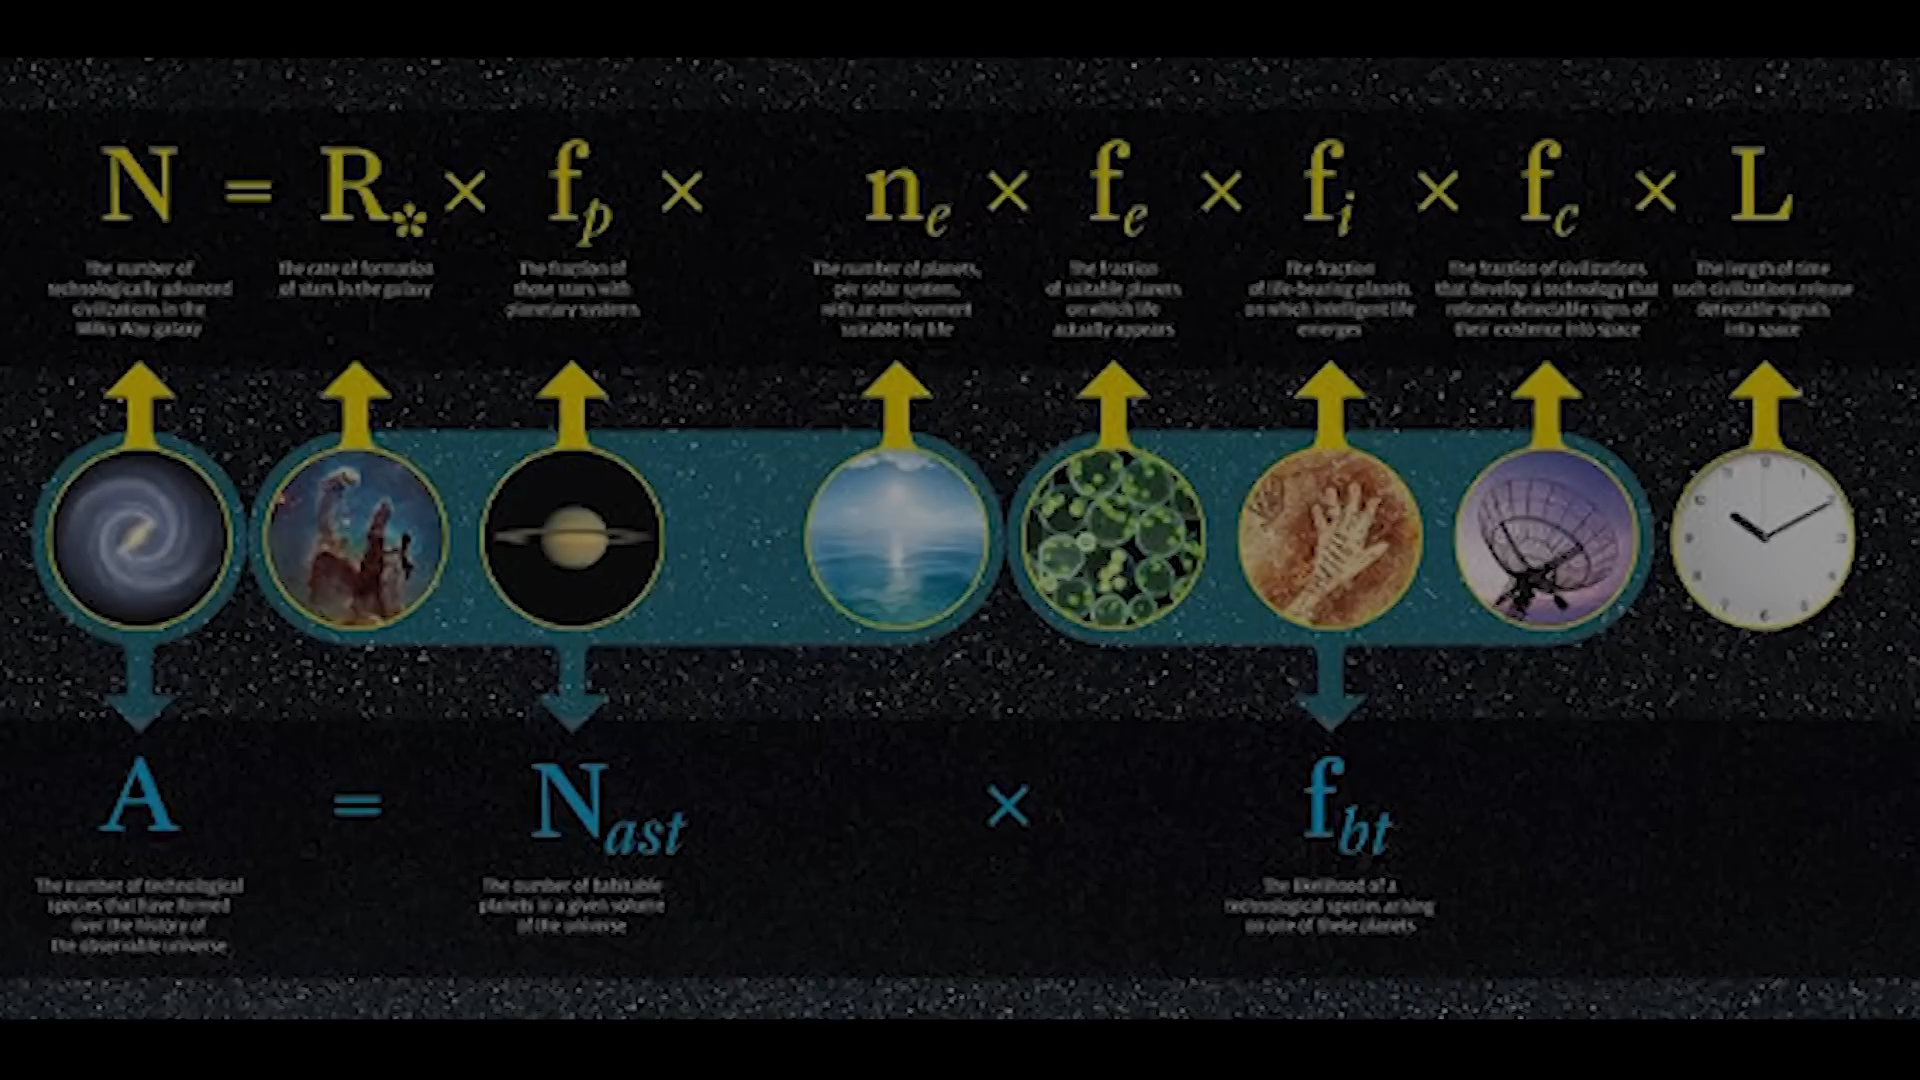 N = R* × fp × ne × fe × fi × fc × L
The number of
technologically advanced
civilizations in the
Milky Way galaxy
The rate of formation
of stars in the galaxy
The fraction of
those stars with
planetary systems
The number of planets,
per solar system,
with an environment
suitable for life
The fraction
of suitable planets
on which life
actually appears
The fraction
of life-bearing planets
on which intelligent life
emerges
The fraction of civilizations
that develop a technology that
releases detectable signs of
their existence into space
The length of time
such civilizations release
detectable signals
into space
A = Nast × fbt
The number of technological
species that have formed
over the history of
the observable universe
The number of habitable
planets in a given volume
of the universe
The likelihood of a
technological species arising
on one of these planets